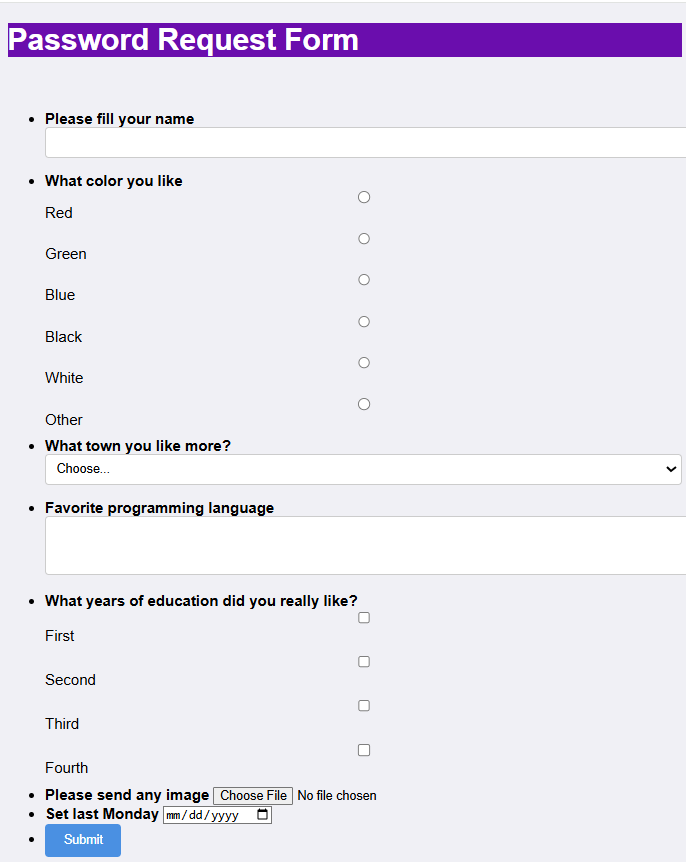 Password Request Form
Please fill your name
What color you like
Red
Green
Blue
Black
White
Other
What town you like more?
Choose...
Favorite programming language
What years of education did you really like?
First
Second
Third
Fourth
Please send any image Choose File No file chosen
Set last Monday mm/dd/yyyy
Submit